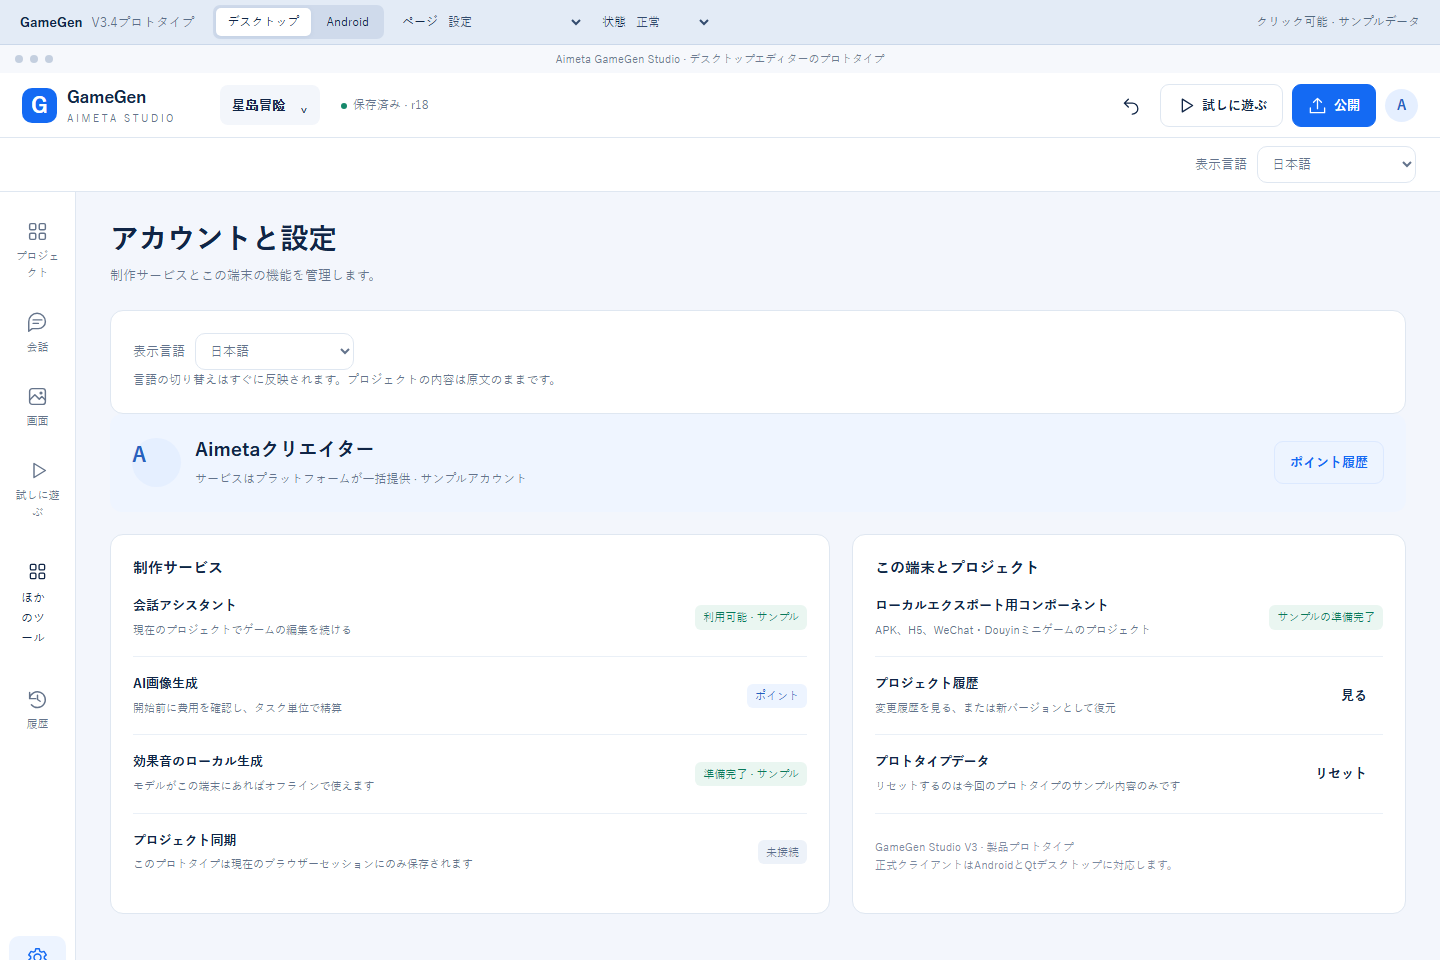 GameGen V3.4プロトタイプ デスクトップ Android ページ 設定 状態 正常 クリック可能 · サンプルデータ
Aimeta GameGen Studio · デスクトップエディターのプロトタイプ
G GameGen
AIMETA STUDIO
星岛冒险
保存済み · r18
試しに遊ぶ
公開
A
表示言語 日本語
プロジェ
クト
会話
画面
試しに遊
ぶ
ほか
のツ
ール
履歴
アカウントと設定
制作サービスとこの端末の機能を管理します。
表示言語 日本語
言語の切り替えはすぐに反映されます。プロジェクトの内容は原文のままです。
A Aimetaクリエイター
サービスはプラットフォームが一括提供 · サンプルアカウント
ポイント履歴
制作サービス
会話アシスタント
現在のプロジェクトでゲームの編集を続ける
利用可能 · サンプル
AI画像生成
開始前に費用を確認し、タスク単位で精算
ポイント
効果音のローカル生成
モデルがこの端末にあればオフラインで使えます
準備完了 · サンプル
プロジェクト同期
このプロトタイプは現在のブラウザーセッションにのみ保存されます
未接続
この端末とプロジェクト
ローカルエクスポート用コンポーネント
APK、H5、WeChat・Douyinミニゲームのプロジェクト
サンプルの準備完了
プロジェクト履歴
変更履歴を見る、または新バージョンとして復元
見る
プロトタイプデータ
リセットするのは今回のプロトタイプのサンプル内容のみです
リセット
GameGen Studio V3 · 製品プロトタイプ
正式クライアントはAndroidとQtデスクトップに対応します。